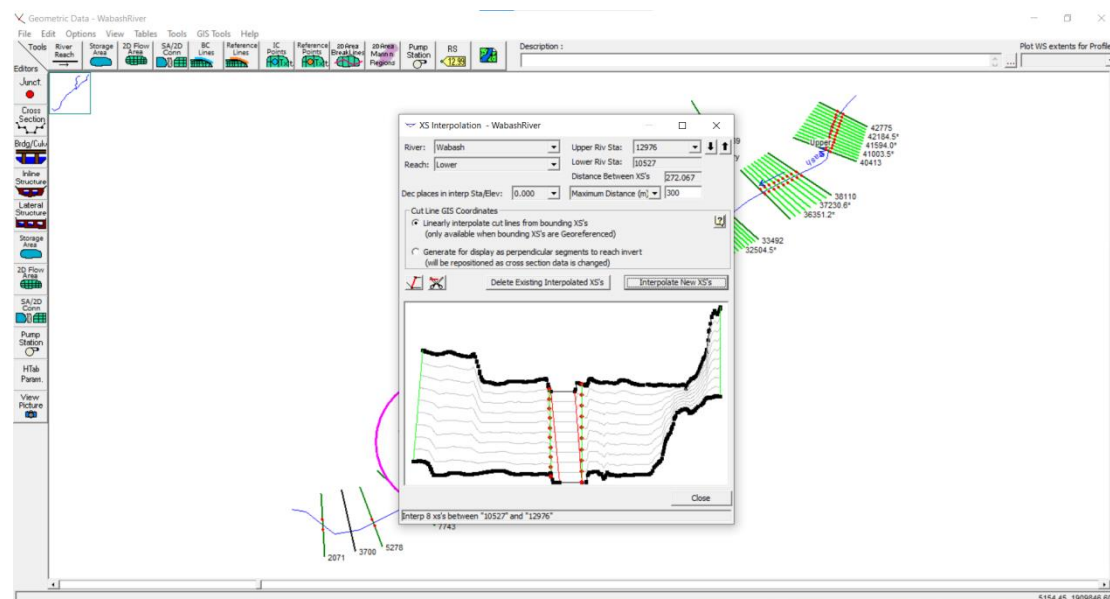 Geometric Data - WabashRiver
File Edit Options View Tables Tools GIS Tools Help
Tools
River Reach
Storage Area
2D Flow Area
SA/2D Conn
BC Lines
Reference Lines
IC Points
Reference Points
2D Area BreakLines
2D Area Mann n Regions
Pump Station
RS
12.99
Description :
...
Plot WS extents for Profile
Editors
Junct.
Cross Section
Brdg/Culv
Inline Structure
Lateral Structure
Storage Area
2D Flow Area
SA/2D Conn
Pump Station
HTab Param.
View Picture
XS Interpolation - WabashRiver
River: Wabash
Upper Riv Sta: 12976
Reach: Lower
Lower Riv Sta: 10527
Distance Between XS's 272.067
Dec places in interp Sta/Elev: 0.000
Maximum Distance (m) 300
Cut Line GIS Coordinates
Linearly interpolate cut lines from bounding XS's
(only available when bounding XS's are Georeferenced)
Generate for display as perpendicular segments to reach invert
(will be repositioned as cross section data is changed)
Delete Existing Interpolated XS's
Interpolate New XS's
Close
Interp 8 xs's between "10527" and "12976"
Upper
42775
42184.5*
41594.0*
41003.5*
40413
38110
37230.6*
36351.2*
33492
32504.5*
7743
5278
3700
2071
5154.45, 1909846.60